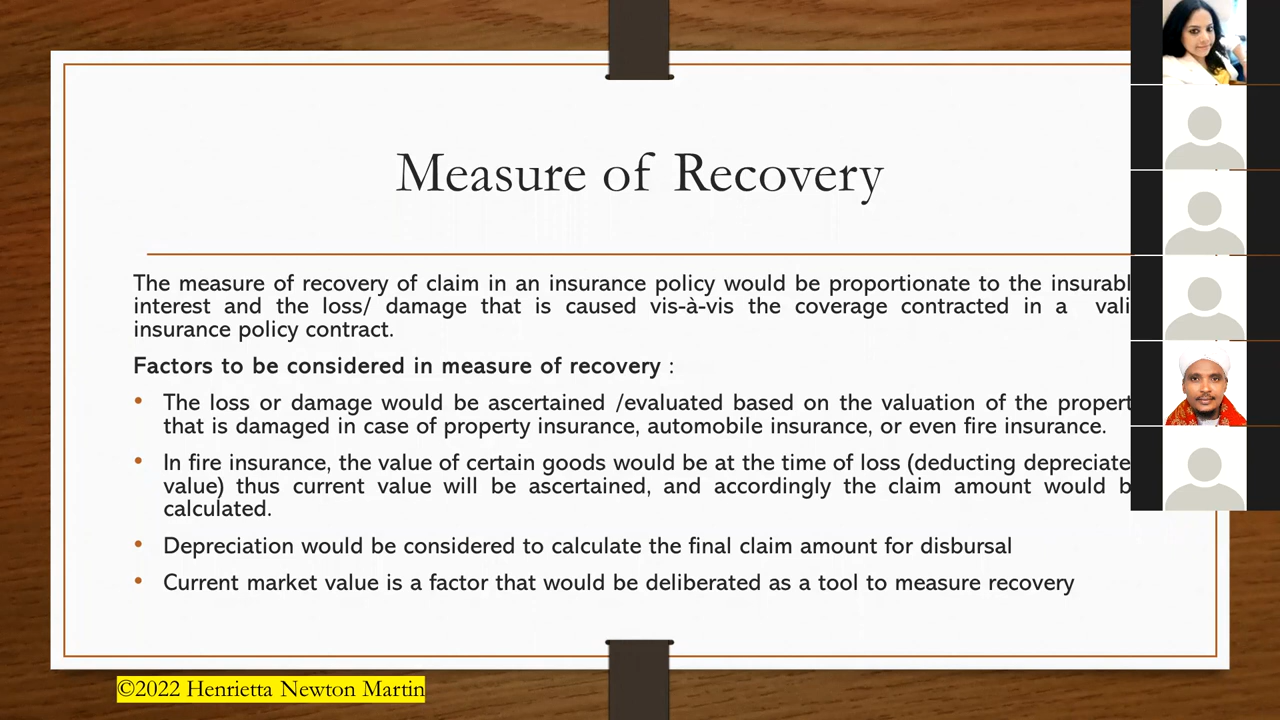 Measure of Recovery
The measure of recovery of claim in an insurance policy would be proportionate to the insurabl
interest and the loss/ damage that is caused vis-à-vis the coverage contracted in a vali
insurance policy contract.
Factors to be considered in measure of recovery :
• The loss or damage would be ascertained /evaluated based on the valuation of the propert
that is damaged in case of property insurance, automobile insurance, or even fire insurance.
• In fire insurance, the value of certain goods would be at the time of loss (deducting depreciate
value) thus current value will be ascertained, and accordingly the claim amount would b
calculated.
• Depreciation would be considered to calculate the final claim amount for disbursal
• Current market value is a factor that would be deliberated as a tool to measure recovery
©2022 Henrietta Newton Martin